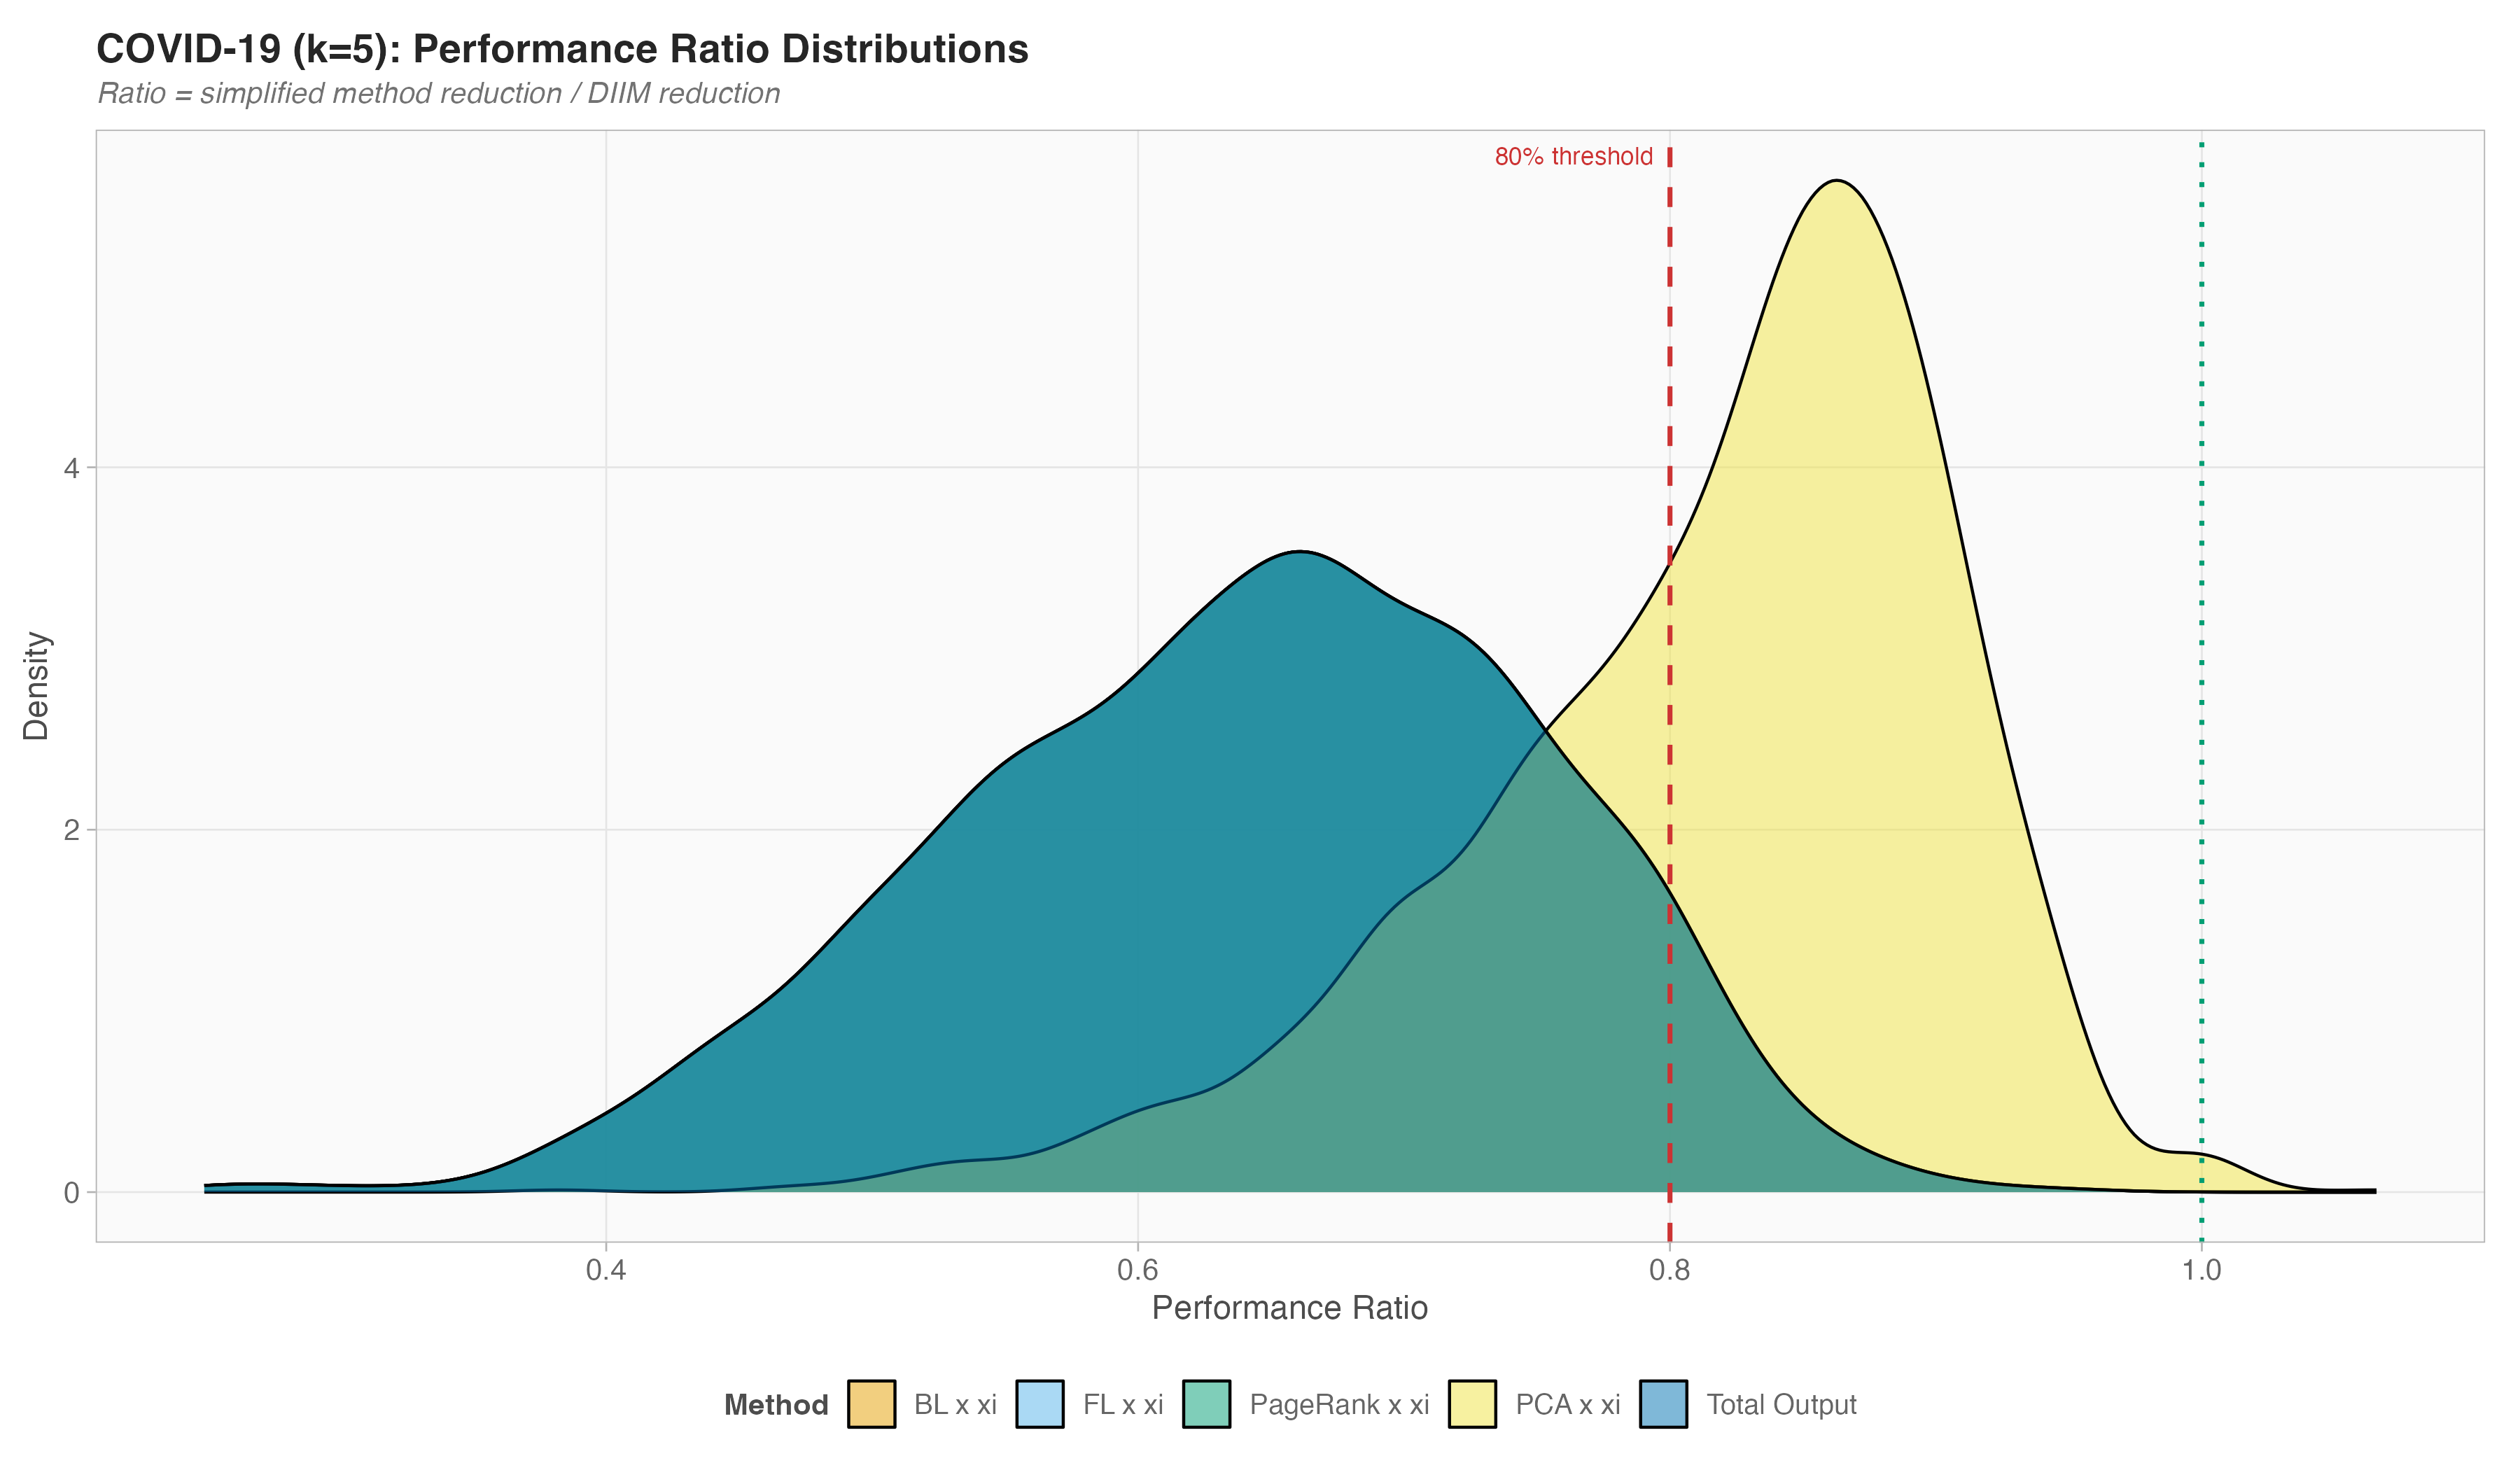 COVID-19 (k=5): Performance Ratio Distributions
Ratio = simplified method reduction / DIIM reduction
80% threshold
4
2
0
Density
0.4 0.6 0.8 1.0
Performance Ratio
Method BL x xi FL x xi PageRank x xi PCA x xi Total Output